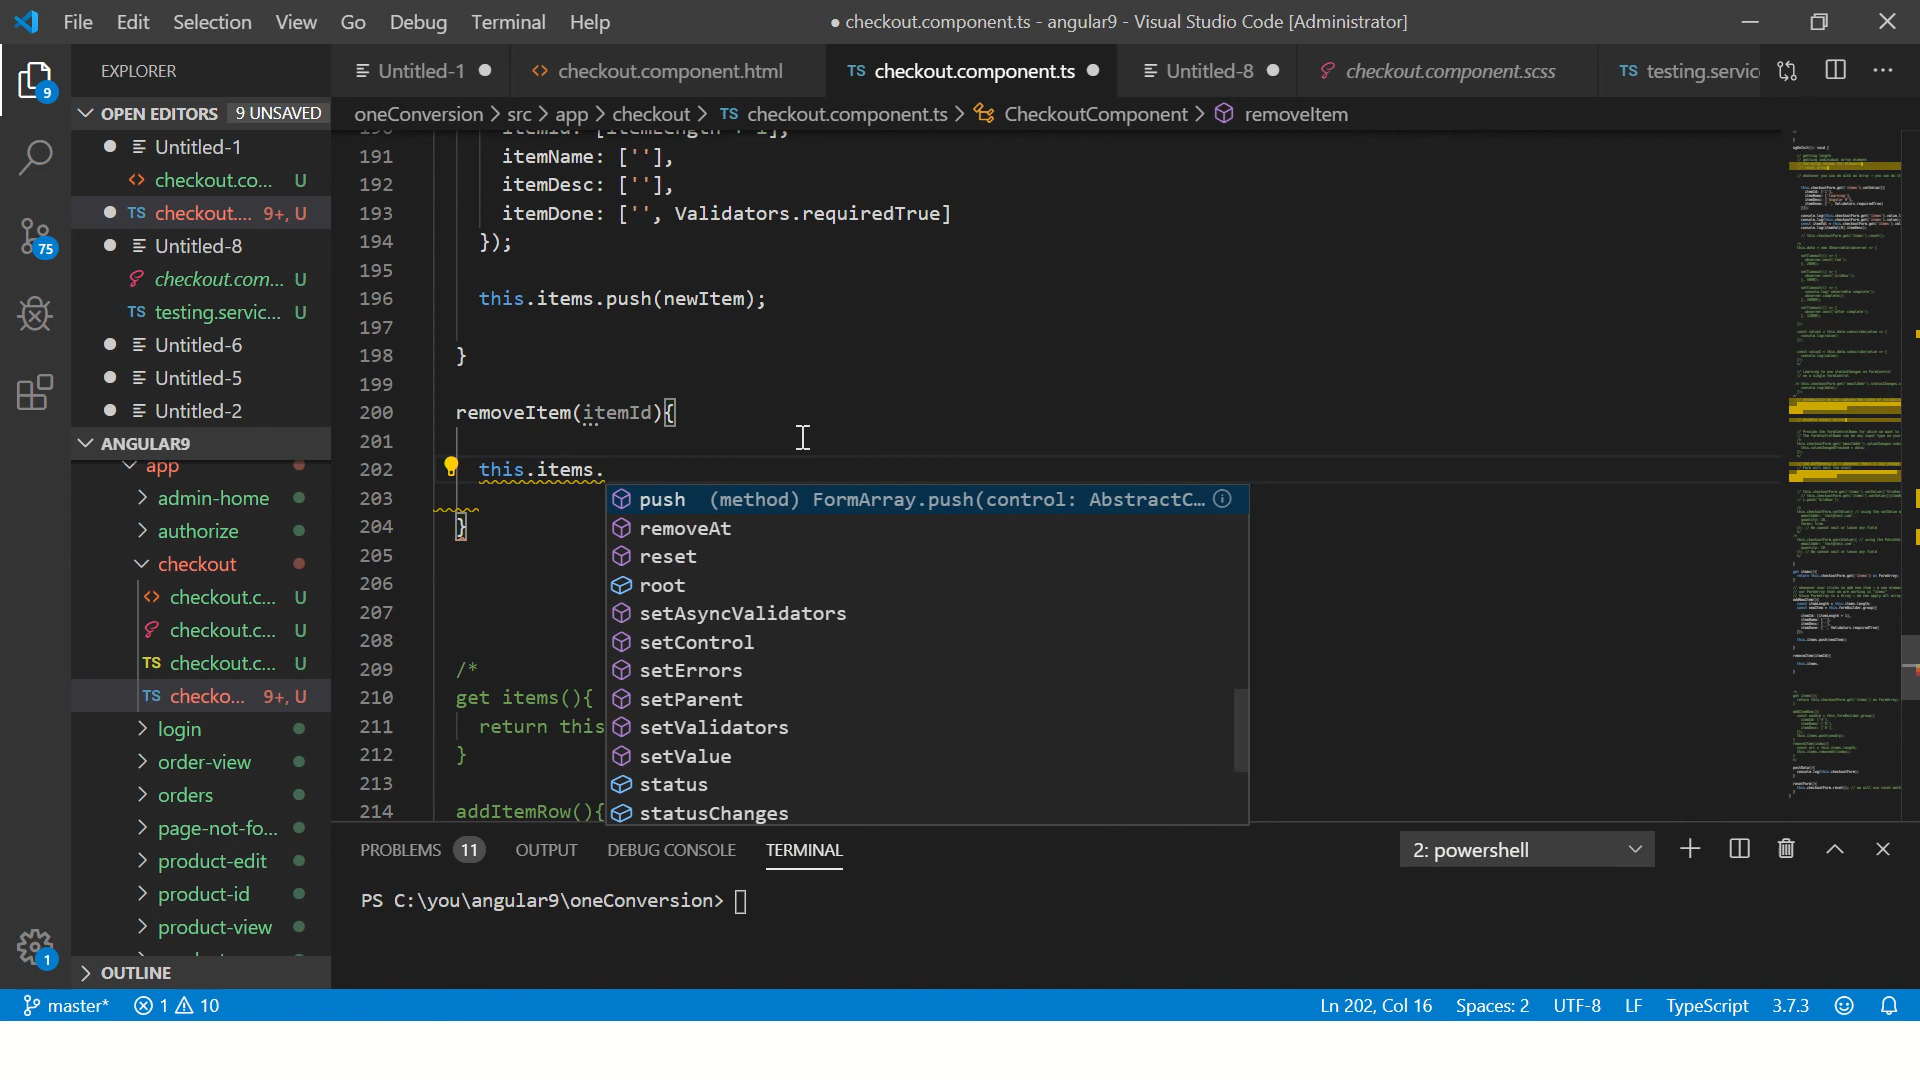 File Edit Selection View Go Debug Terminal Help
● checkout.component.ts - angular9 - Visual Studio Code [Administrator]
EXPLORER
Untitled-1
checkout.component.html
TS checkout.component.ts
Untitled-8
checkout.component.scss
TS testing.servic
OPEN EDITORS 9 UNSAVED
oneConversion > src > app > checkout > TS checkout.component.ts > CheckoutComponent > removeItem
9
75
1
Untitled-1
checkout.co... U
TS checkout.... 9+, U
Untitled-8
checkout.com... U
TS testing.servic... U
Untitled-6
Untitled-5
Untitled-2
ANGULAR9
app
admin-home
authorize
checkout
checkout.c... U
checkout.c... U
TS checkout.c... U
TS checko... 9+, U
login
order-view
orders
page-not-fo...
product-edit
product-id
product-view
OUTLINE
190 itemId: [itemLength + 1],
191 itemName: [''],
192 itemDesc: [''],
193 itemDone: ['', Validators.requiredTrue]
194 });
195
196 this.items.push(newItem);
197
198 }
199
200 removeItem(itemId){
201
202 this.items.
203
204 }
205
206
207
208
209 /*
210 get items(){
211 return this
212 }
213
214 addItemRow(){
push (method) FormArray.push(control: AbstractC...
removeAt
reset
root
setAsyncValidators
setControl
setErrors
setParent
setValidators
setValue
status
statusChanges
PROBLEMS 11 OUTPUT DEBUG CONSOLE TERMINAL
2: powershell
PS C:\you\angular9\oneConversion>
master* 1 10
Ln 202, Col 16 Spaces: 2 UTF-8 LF TypeScript 3.7.3